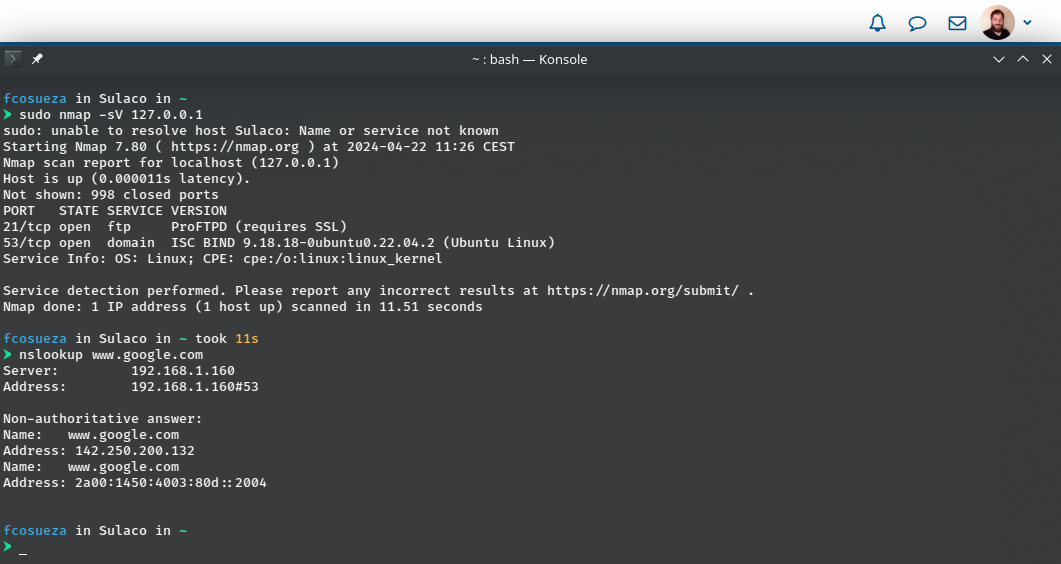 ~ : bash — Konsole
fcosueza in Sulaco in ~
❯ sudo nmap -sV 127.0.0.1
sudo: unable to resolve host Sulaco: Name or service not known
Starting Nmap 7.80 ( https://nmap.org ) at 2024-04-22 11:26 CEST
Nmap scan report for localhost (127.0.0.1)
Host is up (0.000011s latency).
Not shown: 998 closed ports
PORT   STATE SERVICE VERSION
21/tcp open  ftp     ProFTPD (requires SSL)
53/tcp open  domain  ISC BIND 9.18.18-0ubuntu0.22.04.2 (Ubuntu Linux)
Service Info: OS: Linux; CPE: cpe:/o:linux:linux_kernel
Service detection performed. Please report any incorrect results at https://nmap.org/submit/ .
Nmap done: 1 IP address (1 host up) scanned in 11.51 seconds
fcosueza in Sulaco in ~ took 11s
❯ nslookup www.google.com
Server:         192.168.1.160
Address:        192.168.1.160#53
Non-authoritative answer:
Name:   www.google.com
Address: 142.250.200.132
Name:   www.google.com
Address: 2a00:1450:4003:80d::2004
fcosueza in Sulaco in ~
❯ _